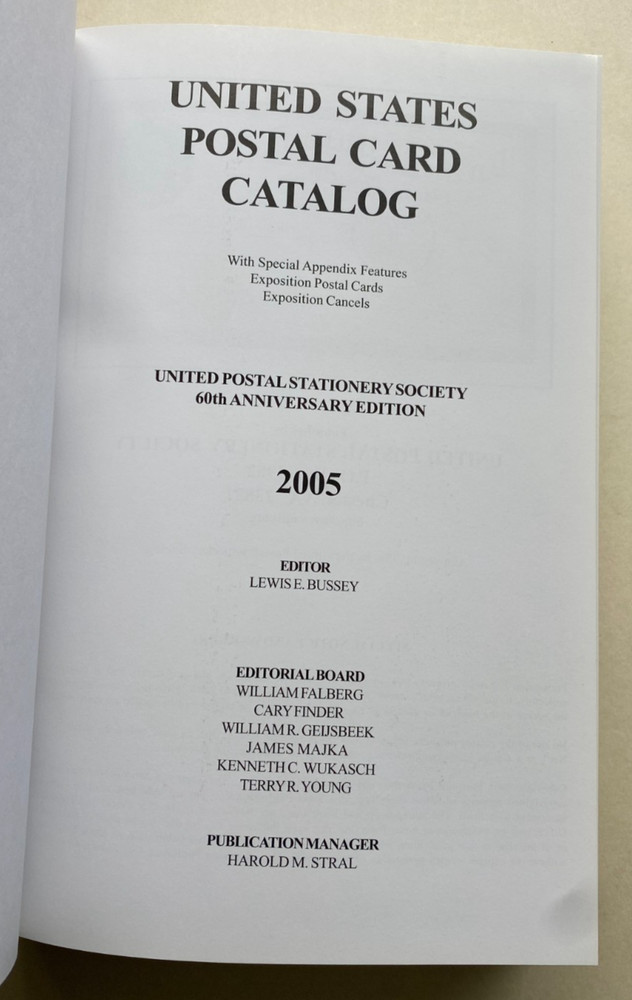 UNITED STATES
POSTAL CARD
CATALOG
With Special Appendix Features
Exposition Postal Cards
Exposition Cancels
UNITED POSTAL STATIONERY SOCIETY
60th ANNIVERSARY EDITION
2005
EDITOR
LEWIS E. BUSSEY
EDITORIAL BOARD
WILLIAM FALBERG
CARY FINDER
WILLIAM R. GEIJSBEEK
JAMES MAJKA
KENNETH C. WUKASCH
TERRY R. YOUNG
PUBLICATION MANAGER
HAROLD M. STRAL